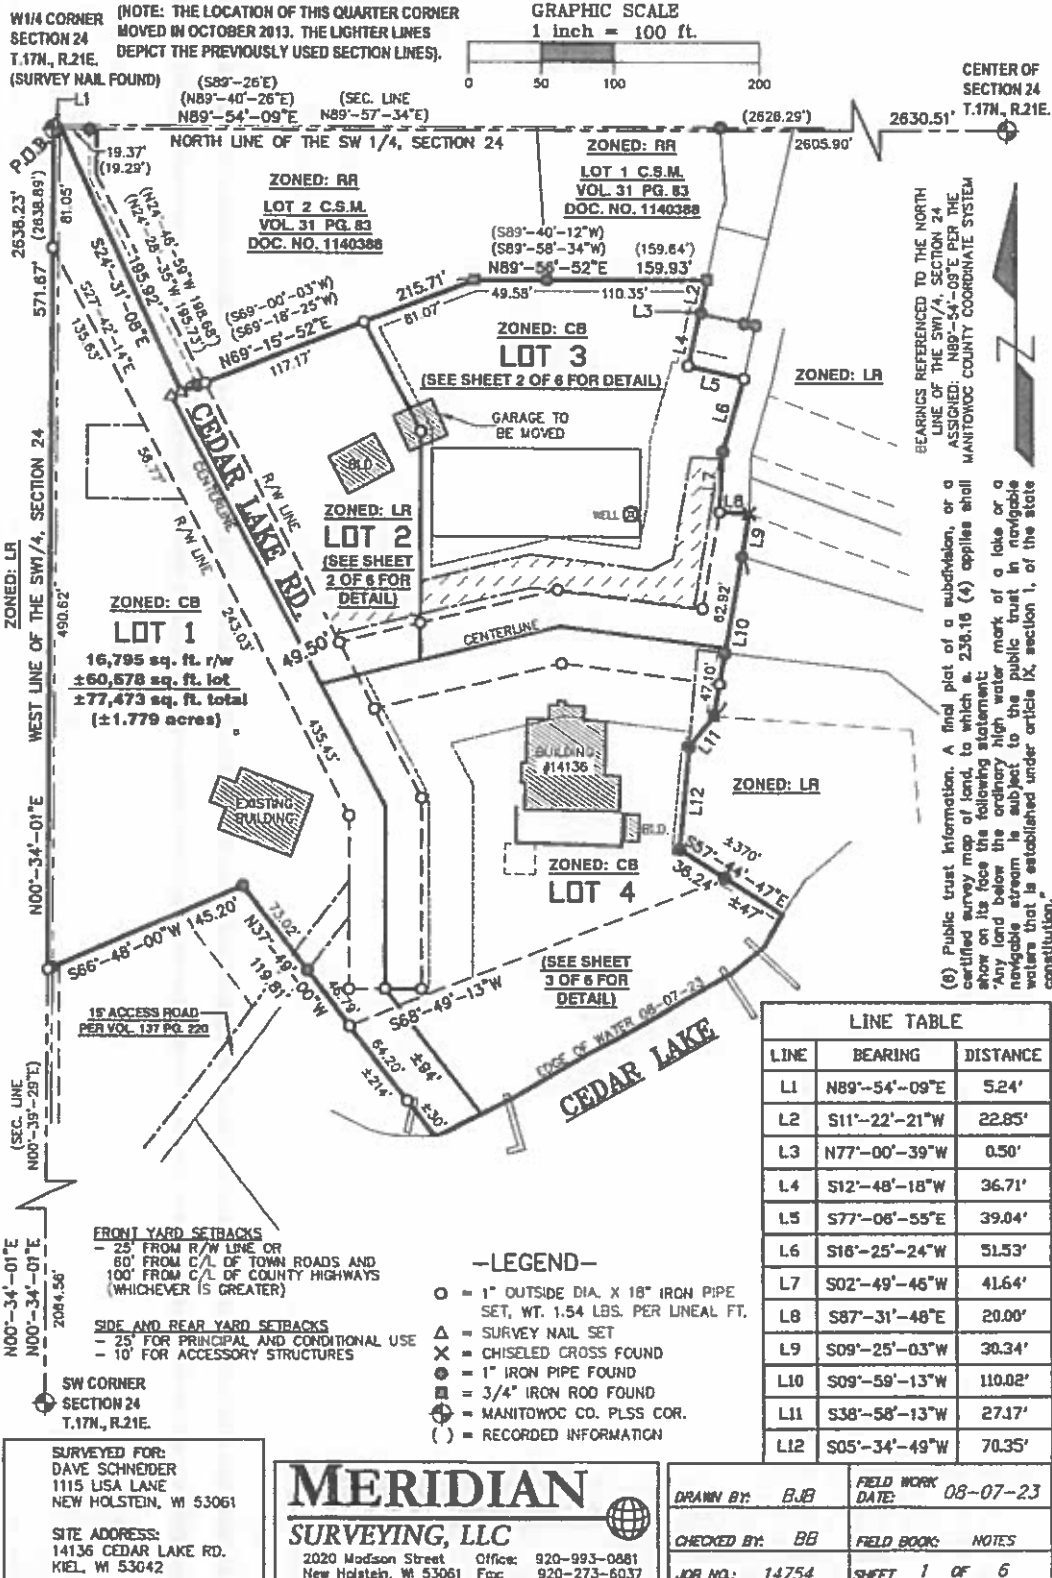 W1/4 CORNER
SECTION 24
T.17N., R.21E.
(SURVEY NAIL FOUND)
(NOTE: THE LOCATION OF THIS QUARTER CORNER
MOVED IN OCTOBER 2013. THE LIGHTER LINES
DEPICT THE PREVIOUSLY USED SECTION LINES).
GRAPHIC SCALE
1 inch = 100 ft.
0 50 100 200
CENTER OF
SECTION 24
T.17N., R.21E.
L1
(S89°-26'E)
(N89°-40'-26"E)
N89°-54'-09"E
(SEC. LINE
N89°-57'-34"E)
(2626.29')
2630.51'
2605.90'
NORTH LINE OF THE SW 1/4, SECTION 24
P.O.B.
19.37'
(19.29')
2638.23'
(2638.89')
81.05'
571.67'
ZONED: RR
LOT 2 C.S.M.
VOL. 31 PG. 83
DOC. NO. 1140388
ZONED: RR
LOT 1 C.S.M.
VOL. 31 PG. 83
DOC. NO. 1140388
(S89°-40'-12"W)
(S89°-58'-34"W)
N89°-56'-52"E
(159.64')
159.93'
49.58'
110.35'
(N24°-46'-59"W 198.68')
(N24°-28'-35"W 195.73')
195.92'
S24°-31'-08"E
S27°-42'-14"E
135.63'
(S69°-00'-03"W)
(S69°-18'-25"W)
N69°-15'-52"E
215.71'
117.17'
81.07'
L2
L3
L4
L5
L6
ZONED: CB
LOT 3
(SEE SHEET 2 OF 6 FOR DETAIL)
ZONED: LR
GARAGE TO
BE MOVED
BLD.
BEARINGS REFERENCED TO THE NORTH
LINE OF THE SW1/4, SECTION 24
ASSIGNED: N89°-54'-09"E PER THE
MANITOWOC COUNTY COORDINATE SYSTEM
CEDAR LAKE RD.
CENTERLINE
R/W LINE
R/W LINE
56.77'
ZONED: LR
LOT 2
(SEE SHEET
2 OF 6 FOR
DETAIL)
WELL
L7
L8
L9
62.92'
L10
47.10'
L11
L12
ZONED: LR
WEST LINE OF THE SW1/4, SECTION 24
490.62'
N00°-34'-01"E
ZONED: CB
LOT 1
16,795 sq. ft. r/w
±60,678 sq. ft. lot
±77,473 sq. ft. total
(±1.779 acres)
49.50'
243.03'
435.43'
CENTERLINE
BUILDING
#14136
BLD.
ZONED: LR
EXISTING
BUILDING
ZONED: CB
LOT 4
(SEE SHEET
3 OF 6 FOR
DETAIL)
S57°-44'-47"E
±370'
36.24'
±47'
S66°-48'-00"W 145.20'
73.02'
N37°-49'-00"W
119.81'
46.79'
S68°-49'-13"W
64.20'
±214'
±94'
±30'
15' ACCESS ROAD
PER VOL. 137 PG. 220
EDGE OF WATER 08-07-23
CEDAR LAKE
(6) Public trust information. A final plat of a subdivision, or a
certified survey map of land, to which s. 236.16 (4) applies shall
show on its face the following statement:
"Any land below the ordinary high water mark of a lake or a
navigable stream is subject to the public trust in navigable
waters that is established under article IX, section 1, of the state
constitution."
(SEC. LINE
N00°-39'-29"E)
N00°-34'-01"E
N00°-34'-01"E
2084.56'
SW CORNER
SECTION 24
T.17N., R.21E.
FRONT YARD SETBACKS
- 25' FROM R/W LINE OR
60' FROM C/L OF TOWN ROADS AND
100' FROM C/L OF COUNTY HIGHWAYS
(WHICHEVER IS GREATER)
SIDE AND REAR YARD SETBACKS
- 25' FOR PRINCIPAL AND CONDITIONAL USE
- 10' FOR ACCESSORY STRUCTURES
-LEGEND-
= 1" OUTSIDE DIA. X 18" IRON PIPE
SET, WT. 1.54 LBS. PER LINEAL FT.
= SURVEY NAIL SET
= CHISELED CROSS FOUND
= 1" IRON PIPE FOUND
= 3/4" IRON ROD FOUND
= MANITOWOC CO. PLSS COR.
( ) = RECORDED INFORMATION
LINE TABLE
LINE BEARING DISTANCE
L1 N89°-54'-09"E 5.24'
L2 S11°-22'-21"W 22.85'
L3 N77°-00'-39"W 0.50'
L4 S12°-48'-18"W 36.71'
L5 S77°-06'-55"E 39.04'
L6 S16°-25'-24"W 51.53'
L7 S02°-49'-46"W 41.64'
L8 S87°-31'-48"E 20.00'
L9 S09°-25'-03"W 30.34'
L10 S09°-59'-13"W 110.02'
L11 S38°-58'-13"W 27.17'
L12 S05°-34'-49"W 70.35'
SURVEYED FOR:
DAVE SCHNEIDER
1115 LISA LANE
NEW HOLSTEIN, WI 53061
SITE ADDRESS:
14136 CEDAR LAKE RD.
KIEL, WI 53042
MERIDIAN
SURVEYING, LLC
2020 Madison Street Office: 920-993-0881
New Holstein, WI 53061 Fax: 920-273-6037
DRAWN BY: BJB
FIELD WORK
DATE: 08-07-23
CHECKED BY: BB
FIELD BOOK: NOTES
JOB NO.: 14754
SHEET 1 OF 6